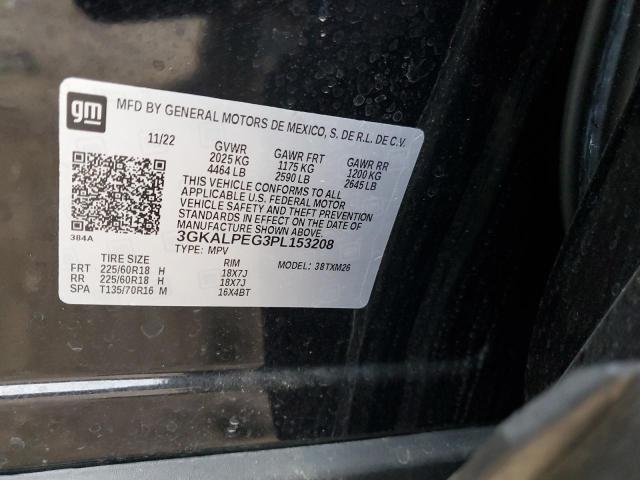 gm
MFD BY GENERAL MOTORS DE MEXICO, S. DE R.L. DE C.V.
11/22 GVWR GAWR FRT GAWR RR
2025 KG 1175 KG 1200 KG
4464 LB 2590 LB 2645 LB
THIS VEHICLE CONFORMS TO ALL
APPLICABLE U.S. FEDERAL MOTOR
VEHICLE SAFETY AND THEFT PREVENTION
STANDARDS IN EFFECT ON THE DATE OF
MANUFACTURE SHOWN ABOVE.
384A 3GKALPEG3PL153208
TYPE: MPV MODEL: 38TXM26
TIRE SIZE RIM
FRT 225/60R18 H 18X7J
RR 225/60R18 H 18X7J
SPA T135/70R16 M 16X4BT